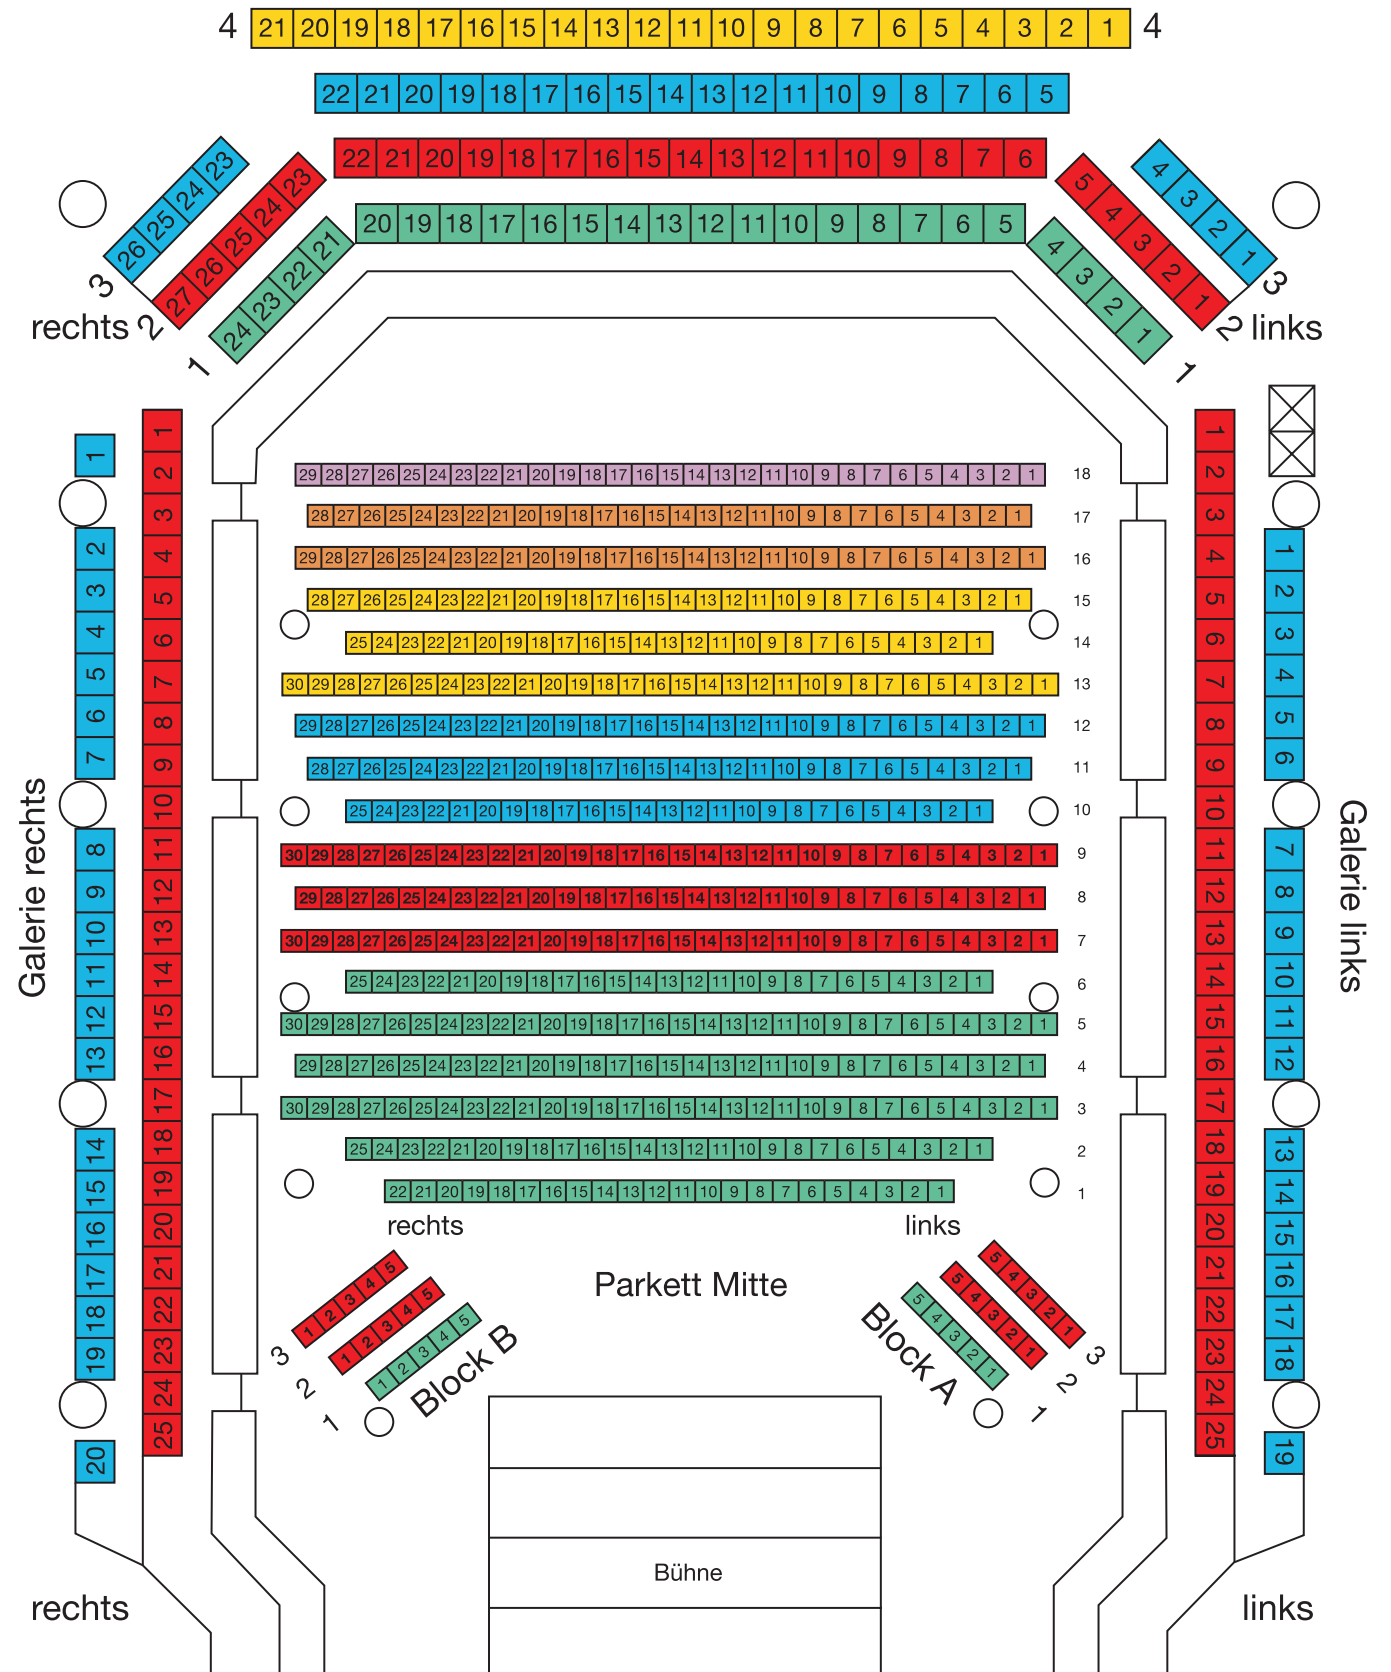 4 21 20 19 18 17 16 15 14 13 12 11 10 9 8 7 6 5 4 3 2 1 4
22 21 20 19 18 17 16 15 14 13 12 11 10 9 8 7 6 5
22 21 20 19 18 17 16 15 14 13 12 11 10 9 8 7 6
20 19 18 17 16 15 14 13 12 11 10 9 8 7 6 5
3 26 25 24 23
2 27 26 25 24 23
1 24 23 22 21
rechts
4 3 2 1 3
5 4 3 2 1 2
4 3 2 1 1
links
Galerie rechts
1 2 3 4 5 6 7 8 9 10 11 12 13 14 15 16 17 18 19 20
1 2 3 4 5 6 7 8 9 10 11 12 13 14 15 16 17 18 19 20 21 22 23 24 25
29 28 27 26 25 24 23 22 21 20 19 18 17 16 15 14 13 12 11 10 9 8 7 6 5 4 3 2 1 18
28 27 26 25 24 23 22 21 20 19 18 17 16 15 14 13 12 11 10 9 8 7 6 5 4 3 2 1 17
29 28 27 26 25 24 23 22 21 20 19 18 17 16 15 14 13 12 11 10 9 8 7 6 5 4 3 2 1 16
28 27 26 25 24 23 22 21 20 19 18 17 16 15 14 13 12 11 10 9 8 7 6 5 4 3 2 1 15
25 24 23 22 21 20 19 18 17 16 15 14 13 12 11 10 9 8 7 6 5 4 3 2 1 14
30 29 28 27 26 25 24 23 22 21 20 19 18 17 16 15 14 13 12 11 10 9 8 7 6 5 4 3 2 1 13
29 28 27 26 25 24 23 22 21 20 19 18 17 16 15 14 13 12 11 10 9 8 7 6 5 4 3 2 1 12
28 27 26 25 24 23 22 21 20 19 18 17 16 15 14 13 12 11 10 9 8 7 6 5 4 3 2 1 11
25 24 23 22 21 20 19 18 17 16 15 14 13 12 11 10 9 8 7 6 5 4 3 2 1 10
30 29 28 27 26 25 24 23 22 21 20 19 18 17 16 15 14 13 12 11 10 9 8 7 6 5 4 3 2 1 9
29 28 27 26 25 24 23 22 21 20 19 18 17 16 15 14 13 12 11 10 9 8 7 6 5 4 3 2 1 8
30 29 28 27 26 25 24 23 22 21 20 19 18 17 16 15 14 13 12 11 10 9 8 7 6 5 4 3 2 1 7
25 24 23 22 21 20 19 18 17 16 15 14 13 12 11 10 9 8 7 6 5 4 3 2 1 6
30 29 28 27 26 25 24 23 22 21 20 19 18 17 16 15 14 13 12 11 10 9 8 7 6 5 4 3 2 1 5
29 28 27 26 25 24 23 22 21 20 19 18 17 16 15 14 13 12 11 10 9 8 7 6 5 4 3 2 1 4
30 29 28 27 26 25 24 23 22 21 20 19 18 17 16 15 14 13 12 11 10 9 8 7 6 5 4 3 2 1 3
25 24 23 22 21 20 19 18 17 16 15 14 13 12 11 10 9 8 7 6 5 4 3 2 1 2
22 21 20 19 18 17 16 15 14 13 12 11 10 9 8 7 6 5 4 3 2 1 1
1 2 3 4 5 6 7 8 9 10 11 12 13 14 15 16 17 18 19 20 21 22 23 24 25
1 2 3 4 5 6 7 8 9 10 11 12 13 14 15 16 17 18 19
Galerie links
rechts links
Parkett Mitte
3 1 2 3 4 5
2 1 2 3 4 5
1 1 2 3 4 5
Block B
5 4 3 2 1 3
5 4 3 2 1 2
5 4 3 2 1 1
Block A
Bühne
rechts links